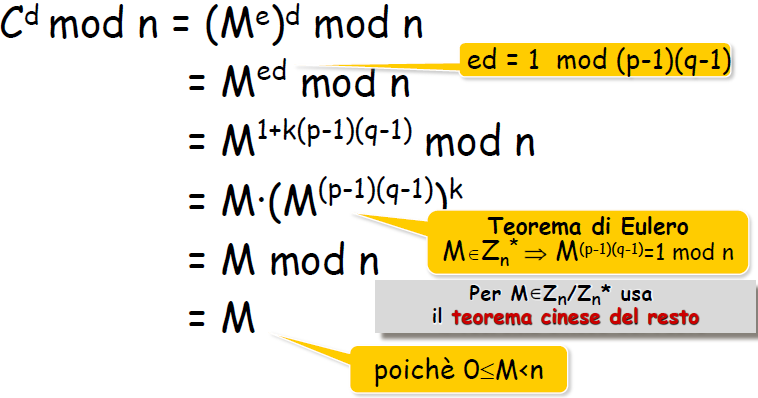 Cᵈ mod n = (Mᵉ)ᵈ mod n
ed = 1 mod (p-1)(q-1)
= Mᵉᵈ mod n
= M¹⁺ᵏ⁽ᵖ⁻¹⁾⁽𐞥⁻¹⁾ mod n
= M·(M⁽ᵖ⁻¹⁾⁽𐞥⁻¹⁾)ᵏ
Teorema di Eulero
M∈Zₙ* ⇒ M⁽ᵖ⁻¹⁾⁽𐞥⁻¹⁾=1 mod n
= M mod n
Per M∈Zₙ/Zₙ* usa
il teorema cinese del resto
= M
poichè 0≤M<n